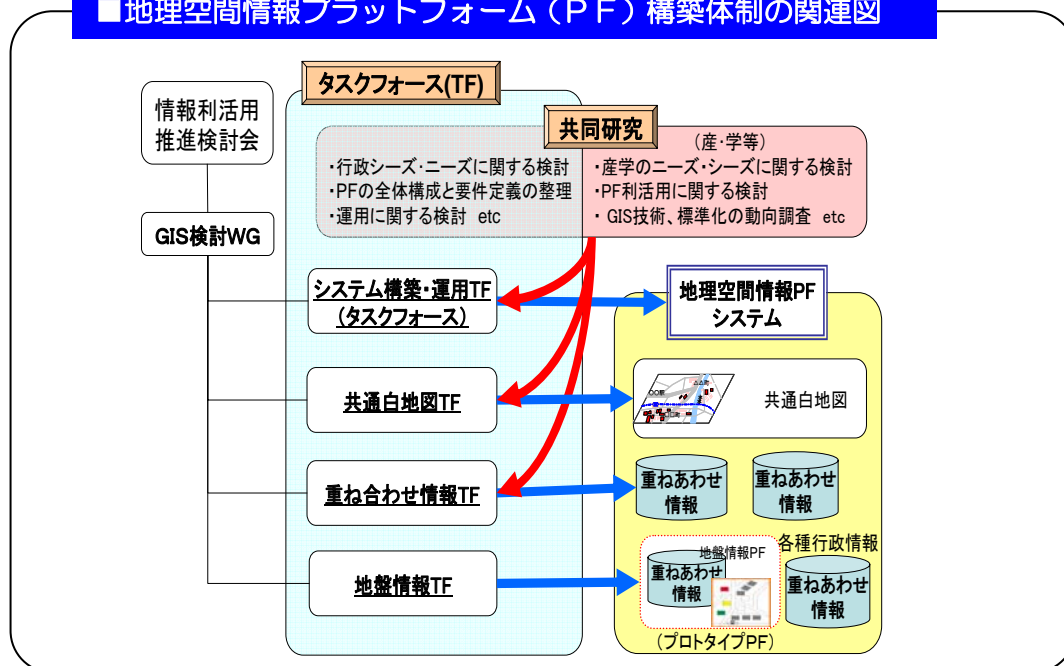 ■地理空間情報プラットフォーム（ＰＦ）構築体制の関連図
タスクフォース(TF)
情報利活用
推進検討会
共同研究
(産・学等)
・行政シーズ・ニーズに関する検討
・PFの全体構成と要件定義の整理
・運用に関する検討 etc
・産学のニーズ・シーズに関する検討
・PF利活用に関する検討
・GIS技術、標準化の動向調査 etc
GIS検討WG
システム構築・運用TF
（タスクフォース）
地理空間情報PF
システム
共通白地図TF
共通白地図
重ね合わせ情報TF
重ねあわせ
情報
重ねあわせ
情報
地盤情報TF
地盤情報PF
重ねあわせ
情報
(プロトタイプPF)
各種行政情報
重ねあわせ
情報